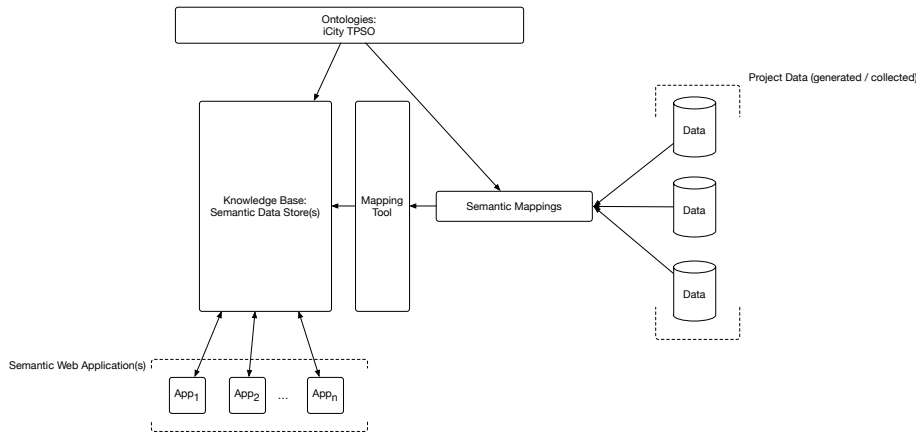 Ontologies:
iCity TPSO
Project Data (generated / collected)
Data
Knowledge Base:
Semantic Data Store(s)
Mapping
Tool
Semantic Mappings
Data
Data
Semantic Web Application(s)
App1
App2
...
Appn